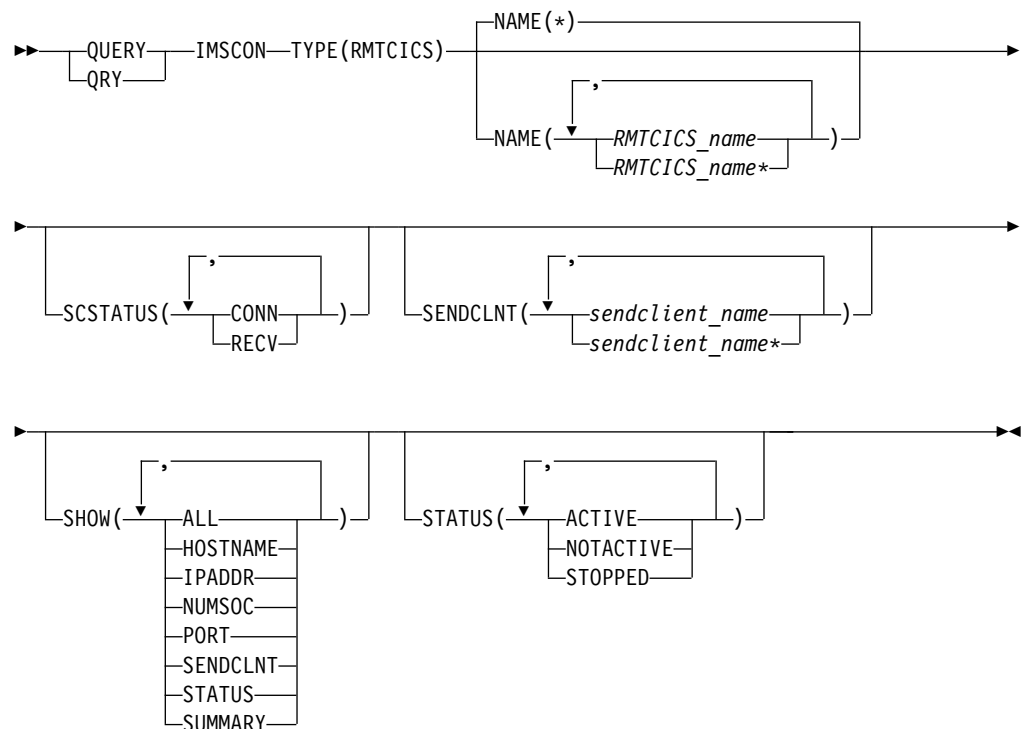 NAME(*)
QUERY IMSCON TYPE(RMTCICS)
QRY
,
NAME( RMTCICS_name )
RMTCICS_name*
, ,
SCSTATUS( CONN ) SENDCLNT( sendclient_name )
RECV sendclient_name*
, ,
SHOW( ALL ) STATUS( ACTIVE )
HOSTNAME NOTACTIVE
IPADDR STOPPED
NUMSOC
PORT
SENDCLNT
STATUS
SUMMARY